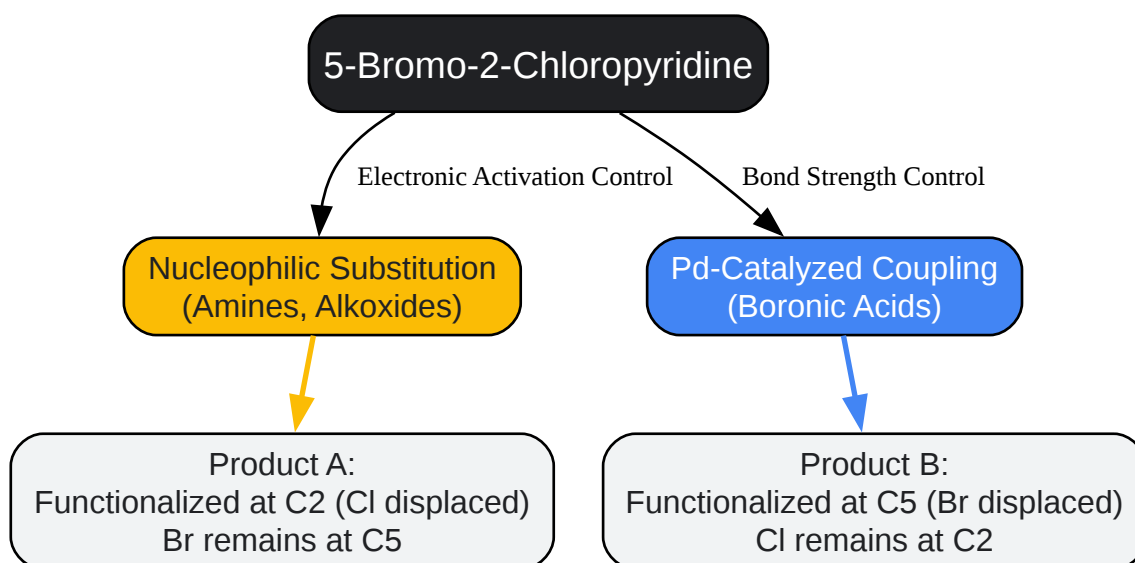 5-Bromo-2-Chloropyridine
Electronic Activation Control
Bond Strength Control
Nucleophilic Substitution
(Amines, Alkoxides)
Pd-Catalyzed Coupling
(Boronic Acids)
Product A:
Functionalized at C2 (Cl displaced)
Br remains at C5
Product B:
Functionalized at C5 (Br displaced)
Cl remains at C2